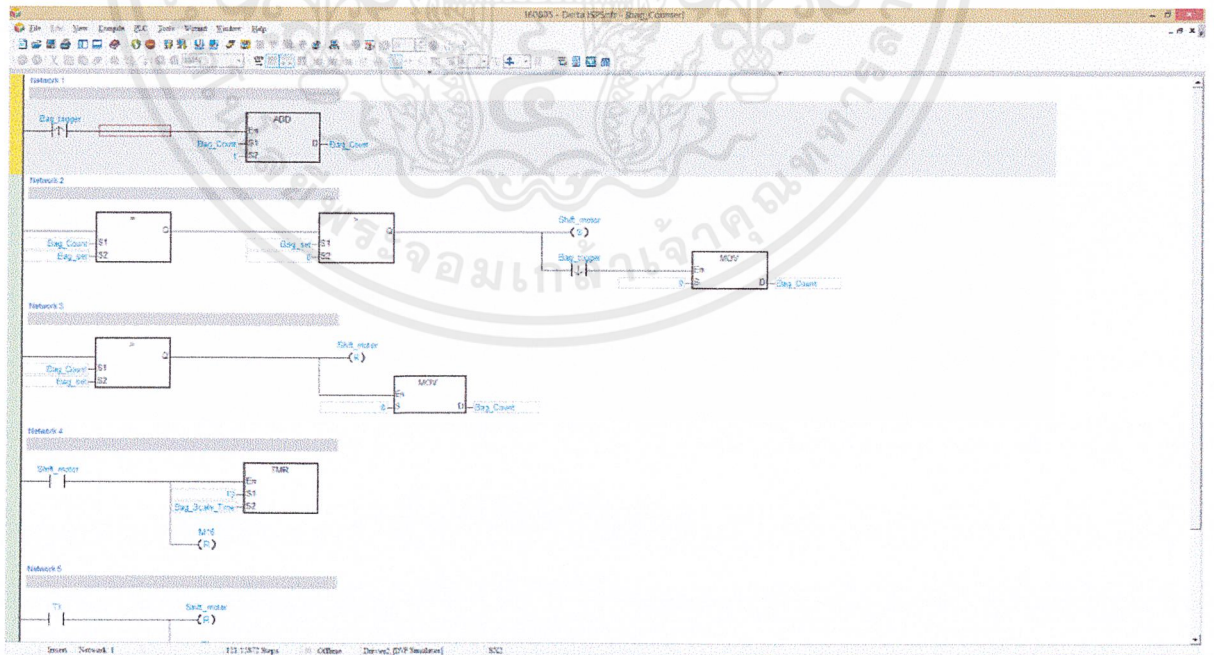 160805 - Delta ISPSoft - [Bag_Counter]
File Edit View Compile PLC Tools Wizard Window Help
Network 1
Bag_trigger
ADD
En
Bag_Count S1 D Bag_Count
1 S2
Network 2
Bag_Count S1 Q
Bag_set S2
>
Bag_set S1 Q
0 S2
Shift_motor
S
Bag_trigger
MOV
En
0 S D Bag_Count
Network 3
>
Bag_Count S1 Q
Bag_set S2
Shift_motor
R
MOV
En
0 S D Bag_Count
Network 4
Shift_motor
TMR
En
S1
Bag_Scale_Time S2
R
Network 5
Shift_motor
R
Insert Network 1 Offline SX2